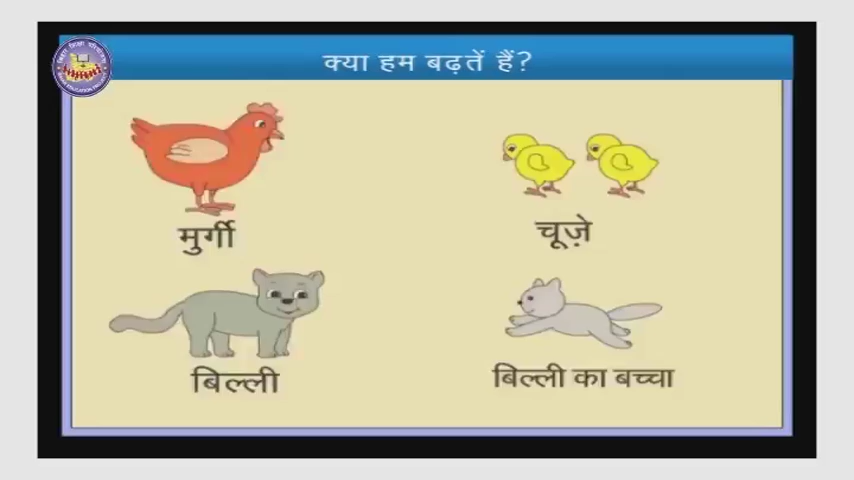 क्या हम बढ़तें हैं?
मुर्गी
चूज़े
बिल्ली
बिल्ली का बच्चा